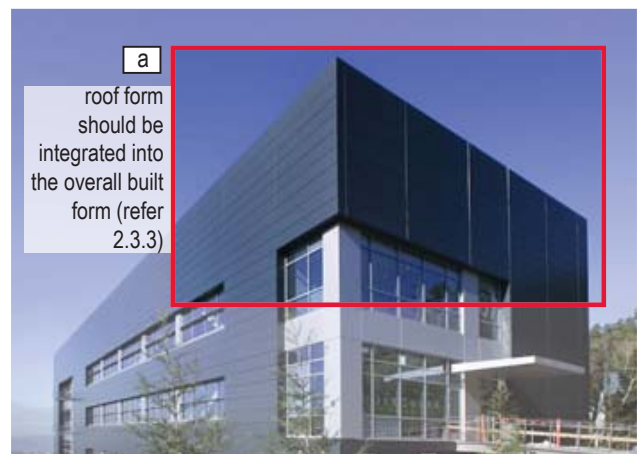 a
roof form
should be
integrated into
the overall built
form (refer
2.3.3)